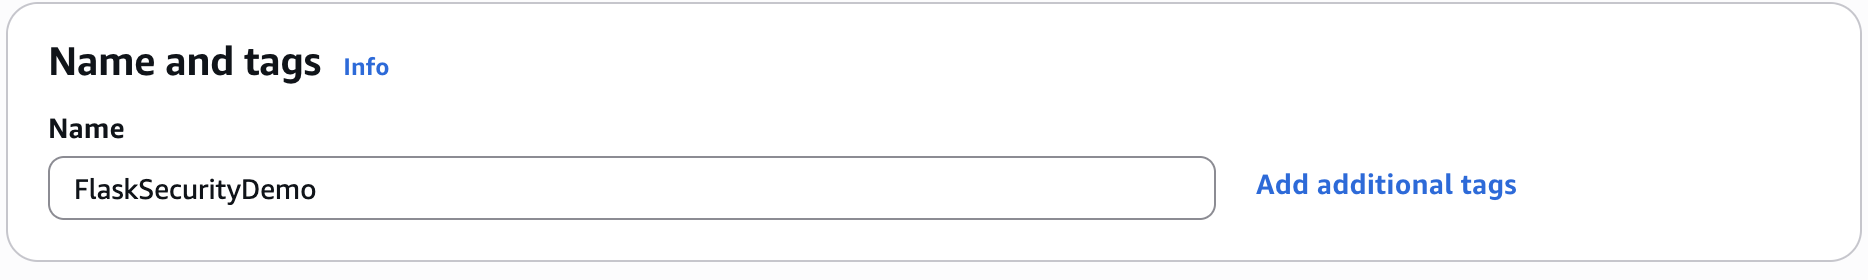 Name and tags Info
Name
FlaskSecurityDemo
Add additional tags